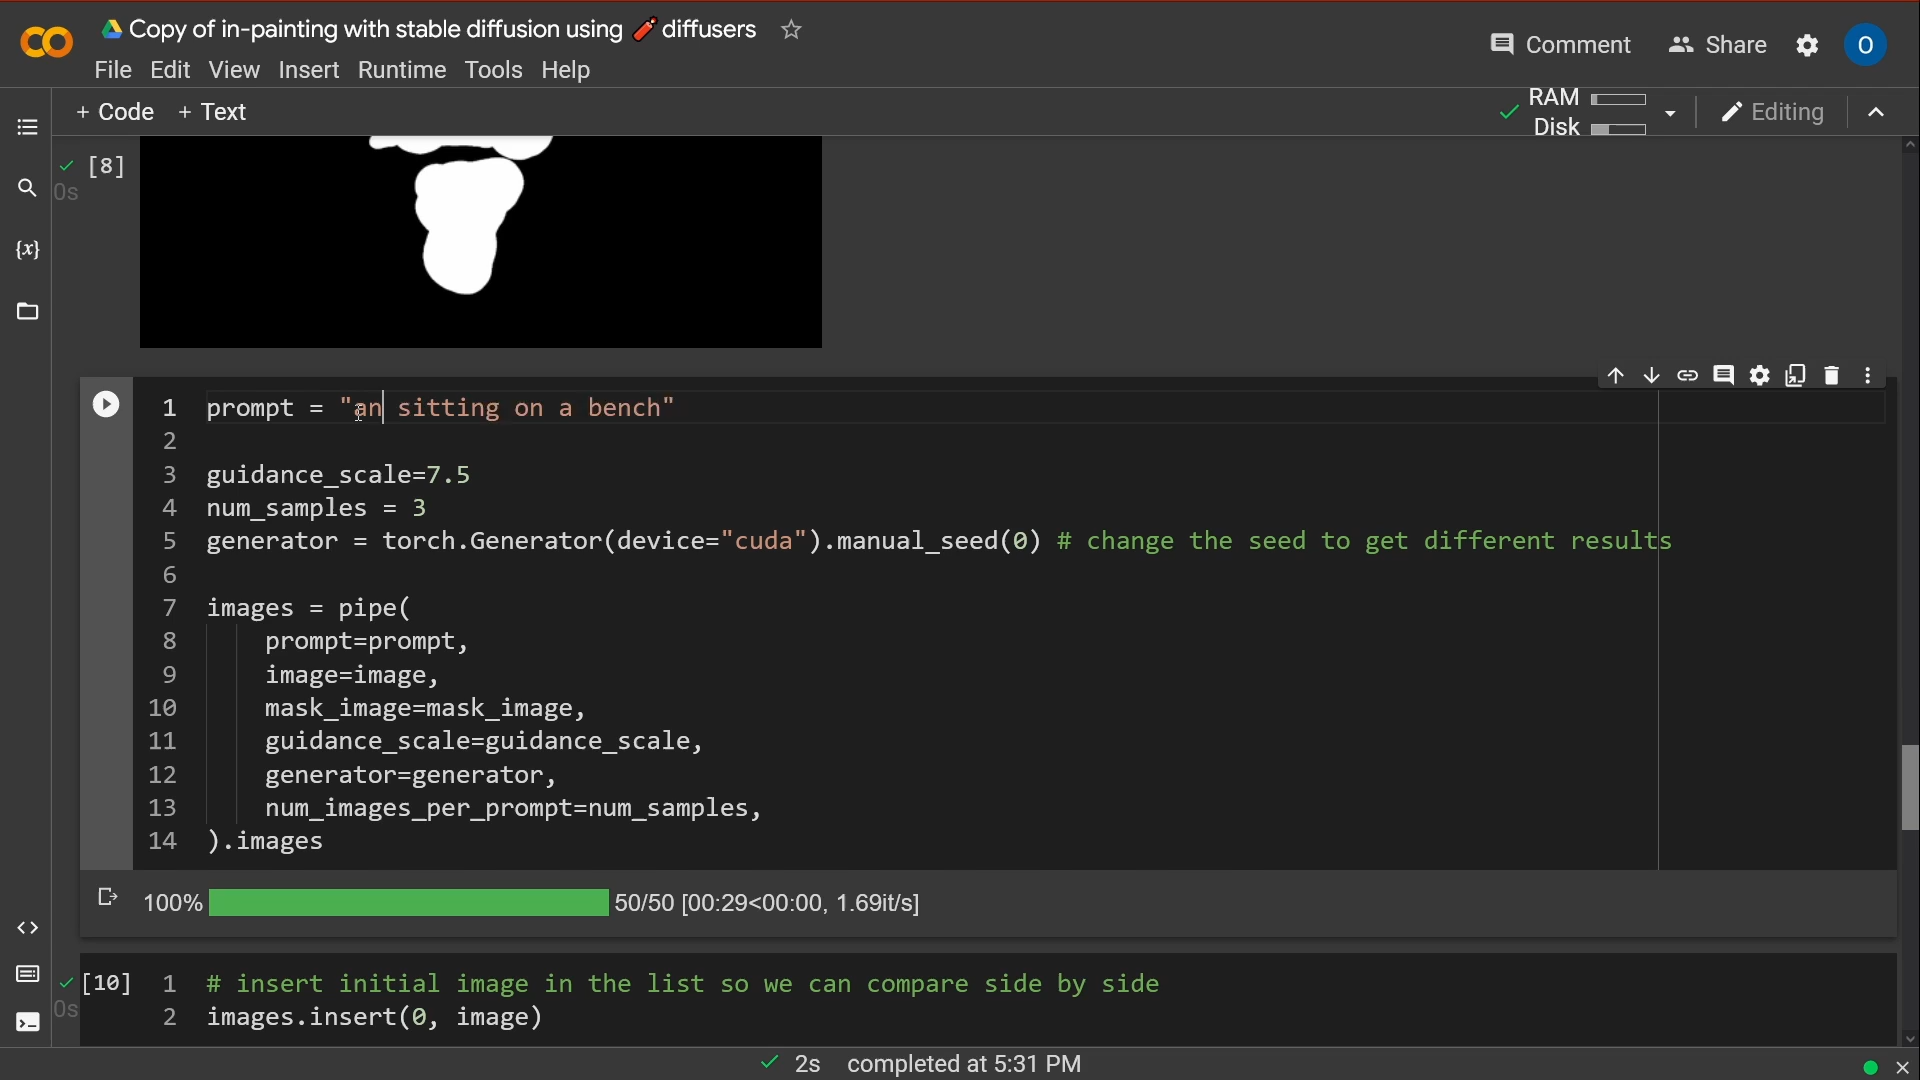 Copy of in-painting with stable diffusion using 🧨 diffusers
File Edit View Insert Runtime Tools Help
Comment Share O
+ Code + Text
RAM
Disk
Editing
[8]
0s
{x}
1 prompt = "an sitting on a bench"
2
3 guidance_scale=7.5
4 num_samples = 3
5 generator = torch.Generator(device="cuda").manual_seed(0) # change the seed to get different results
6
7 images = pipe(
8 prompt=prompt,
9 image=image,
10 mask_image=mask_image,
11 guidance_scale=guidance_scale,
12 generator=generator,
13 num_images_per_prompt=num_samples,
14 ).images
100% 50/50 [00:29<00:00, 1.69it/s]
[10] 1 # insert initial image in the list so we can compare side by side
0s 2 images.insert(0, image)
2s completed at 5:31 PM